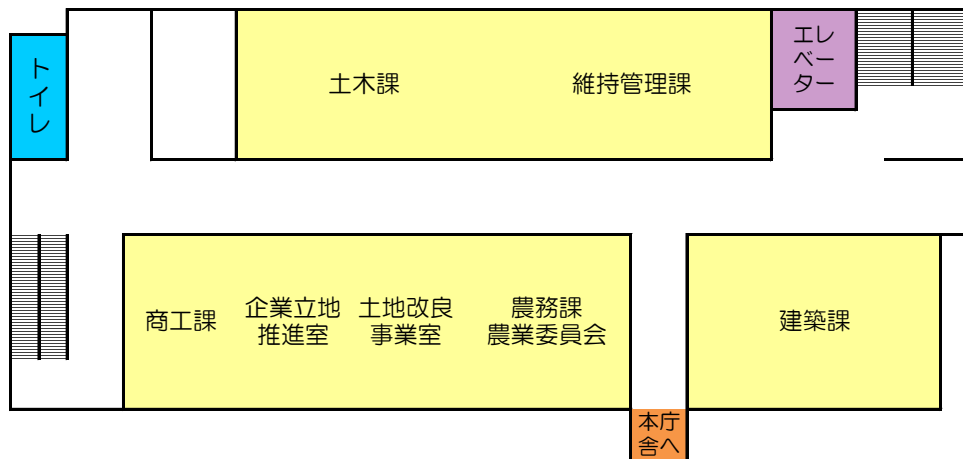 トイレ
土木課
維持管理課
エレ
ベー
ター
商工課
企業立地
推進室
土地改良
事業室
農務課
農業委員会
建築課
本庁
舎へ